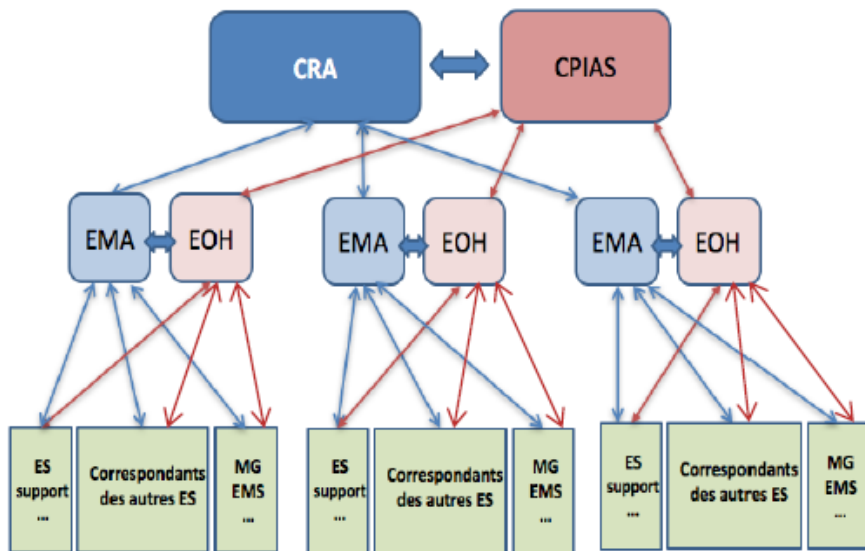 CRA
CPIAS
EMA
EOH
EMA
EOH
EMA
EOH
ES
support
...
Correspondants
des autres ES
MG
EMS
...
ES
support
...
Correspondants
des autres ES
MG
EMS
...
ES
support
...
Correspondants
des autres ES
MG
EMS
...